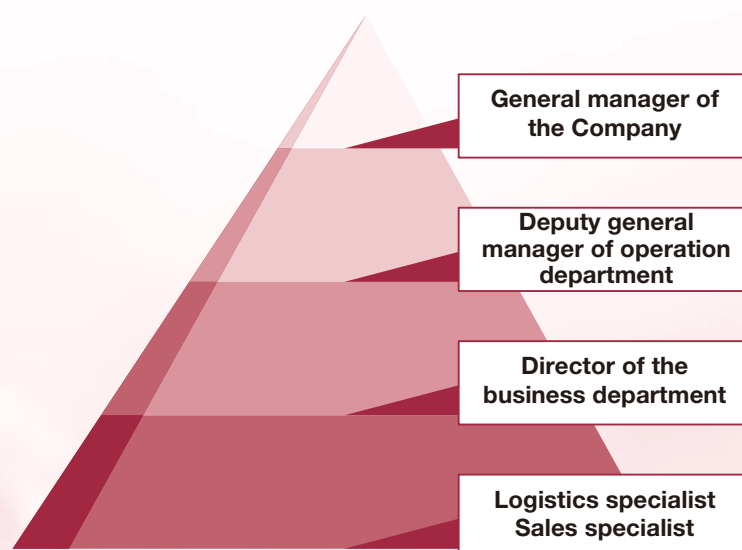 General manager of
the Company
Deputy general
manager of operation
department
Director of the
business department
Logistics specialist
Sales specialist